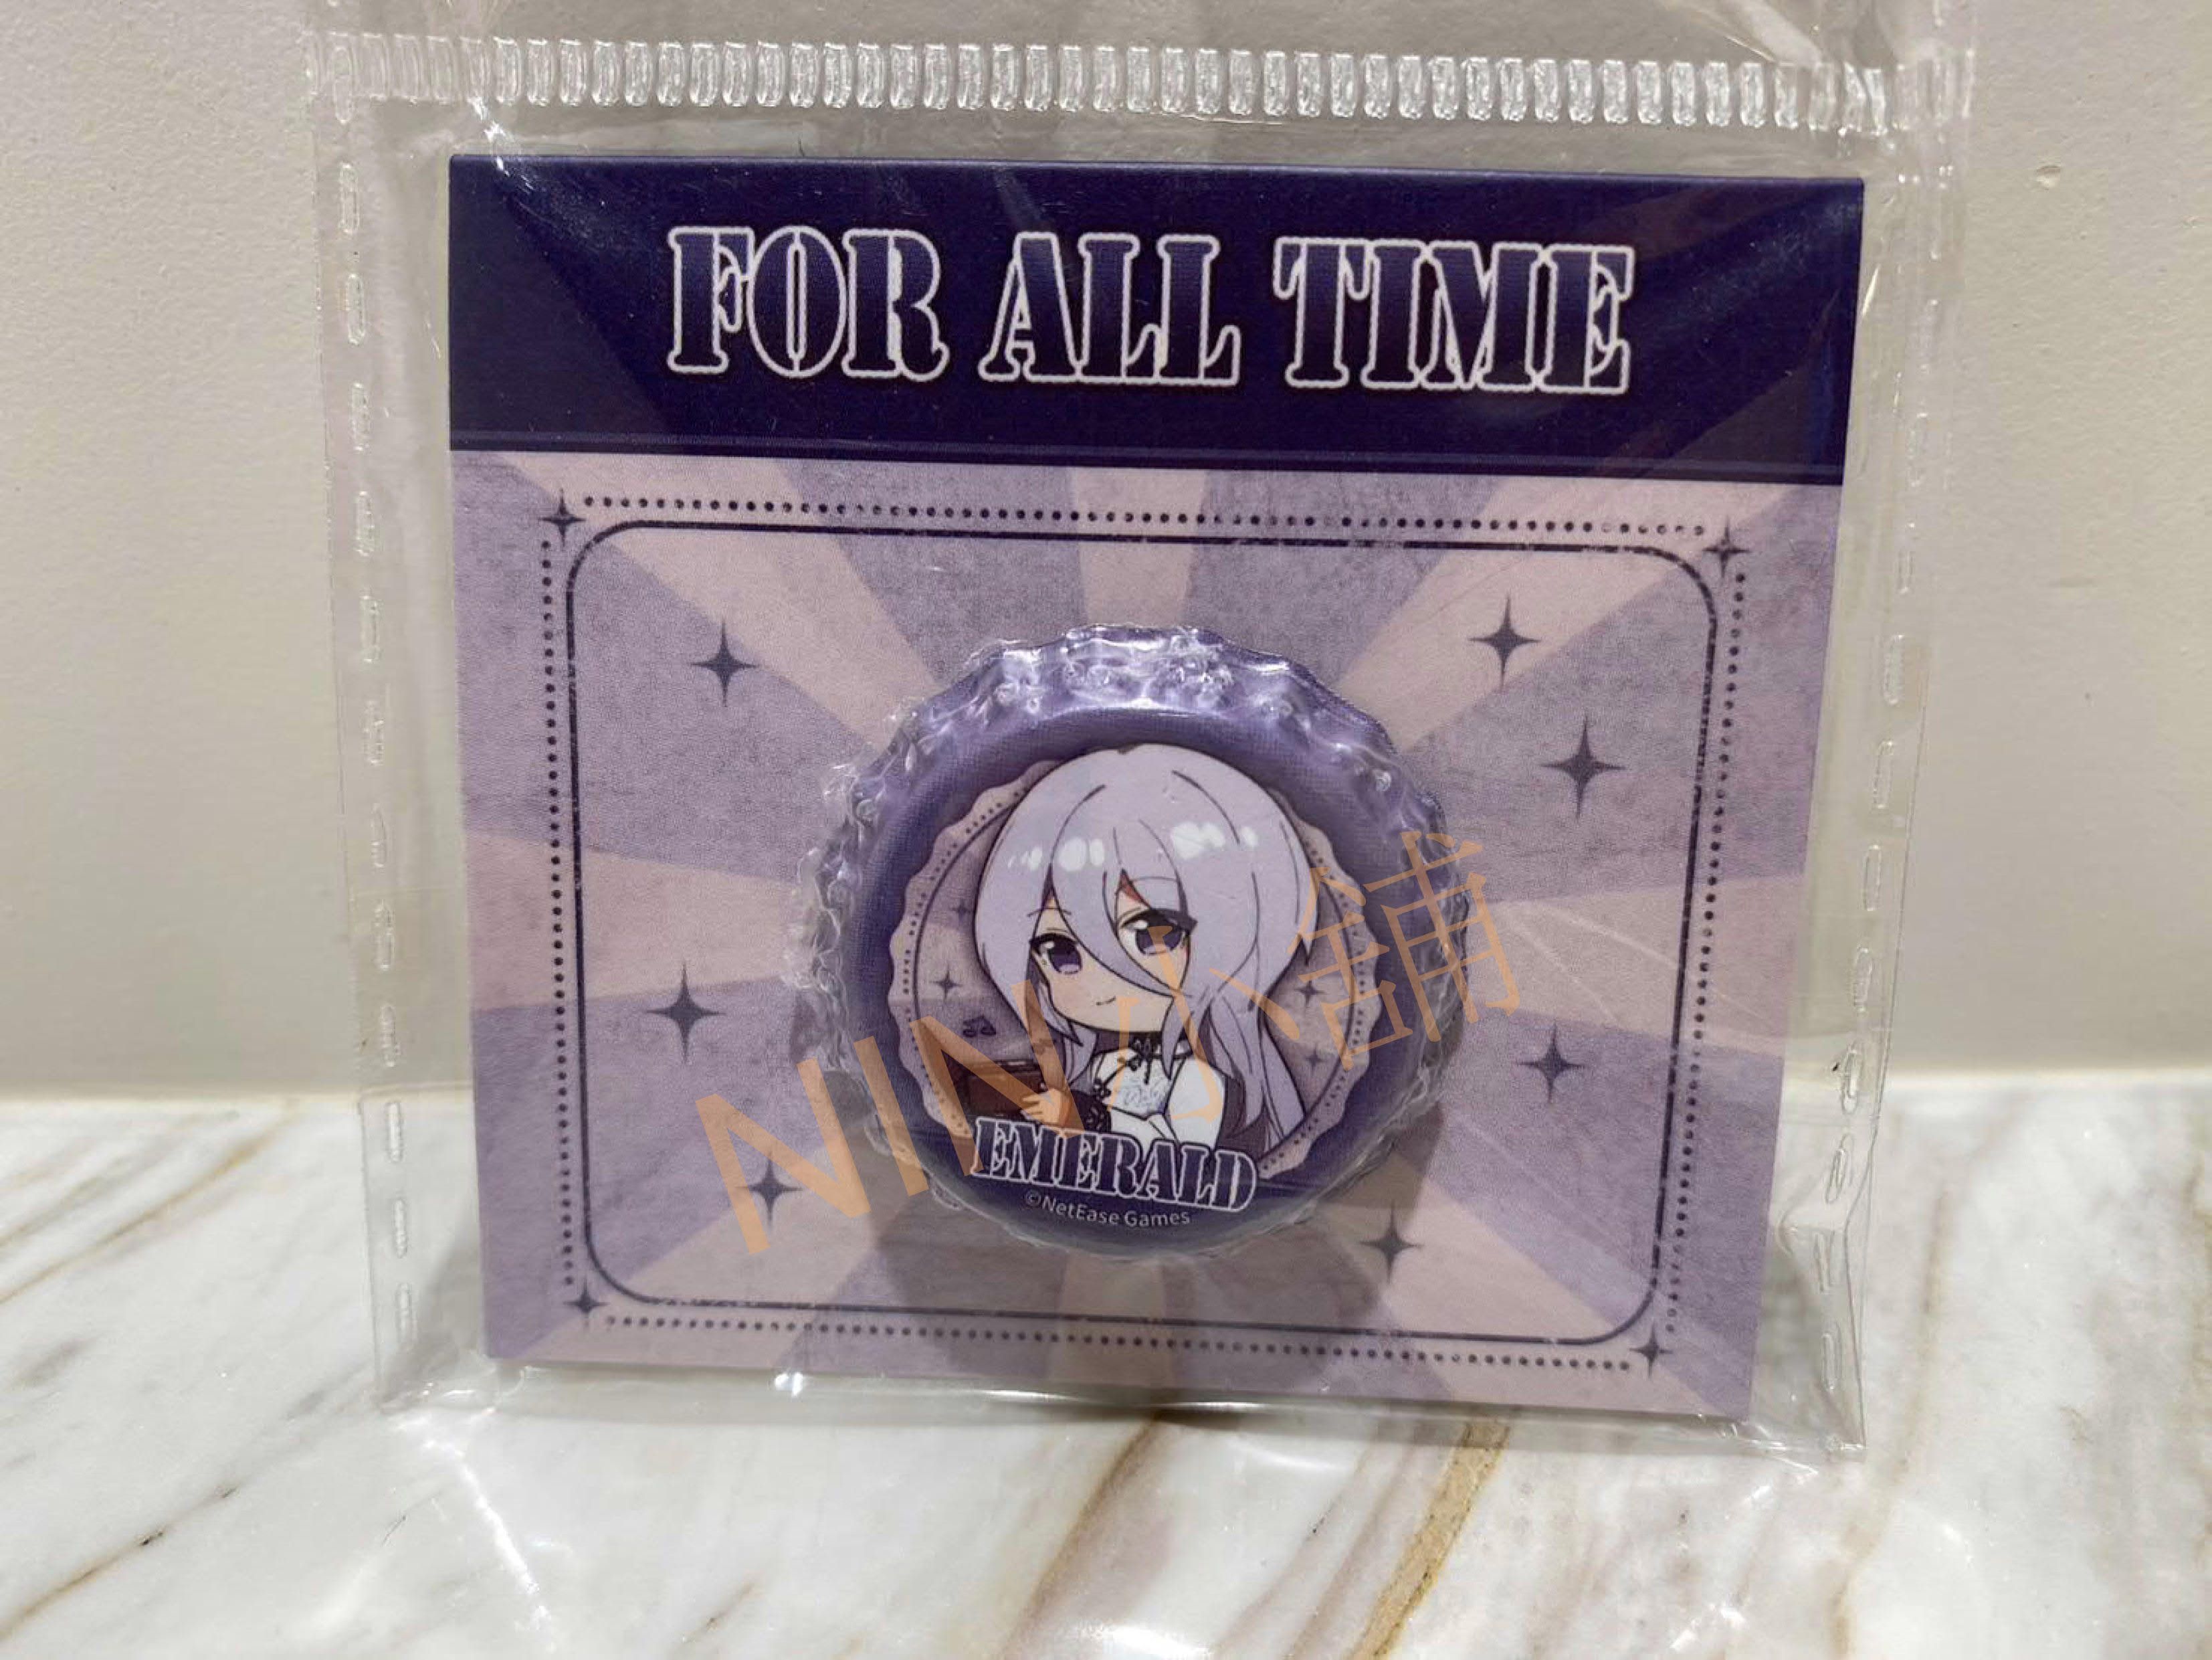 FOR ALL TIME
NIN小舖
EMERALD
©NetEase Games